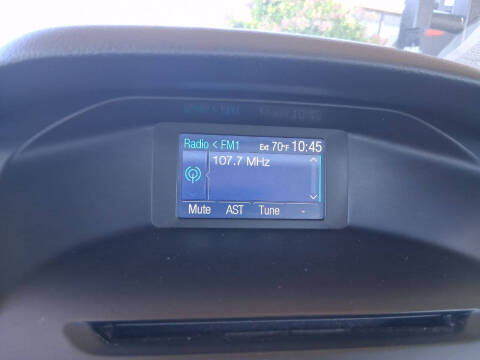 Radio < FM1 Ext 70°F 10:45
107.7 MHz
Mute AST Tune -